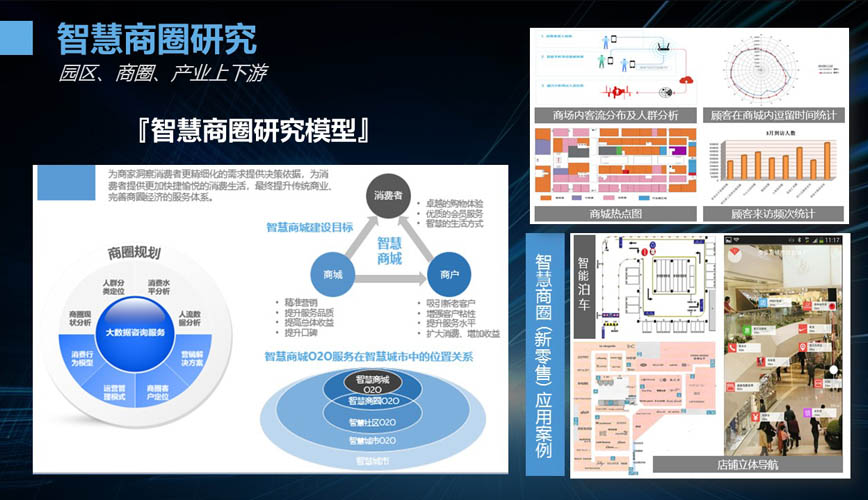 智慧商圈研究
园区、商圈、产业上下游
『智慧商圈研究模型』
为商家洞察消费者更精细化的需求提供决策依据，为消
费者提供更加快捷愉悦的消费生活，最终提升传统商业、
完善商圈经济的服务体系。
商圈规划
人群分
类定位
消费水
平分析
商圈现
状分析
人流数
据分析
大数据咨询服务
消费行
为模型
营销解
决方案
运营管
理模式
商圈客
户定位
智慧商城建设目标
消费者
• 卓越的购物体验
• 优质的会员服务
• 智慧的生活方式
智慧
商城
商城
商户
• 精准营销
• 提升服务品质
• 提高总体收益
• 提升口碑
• 吸引新老客户
• 增强客户粘性
• 提升服务水平
• 扩大消费、增加收益
智慧商城O2O服务在智慧城市中的位置关系
智慧商城
O2O
智慧商圈O2O
智慧社区O2O
智慧城市O2O
智慧城市
商场内客流分布及人群分析
顾客在商城内逗留时间统计
3月到访人数
商城热点图
顾客来访频次统计
智慧商圈（新零售）应用案例
智能泊车
11:17
店铺立体导航